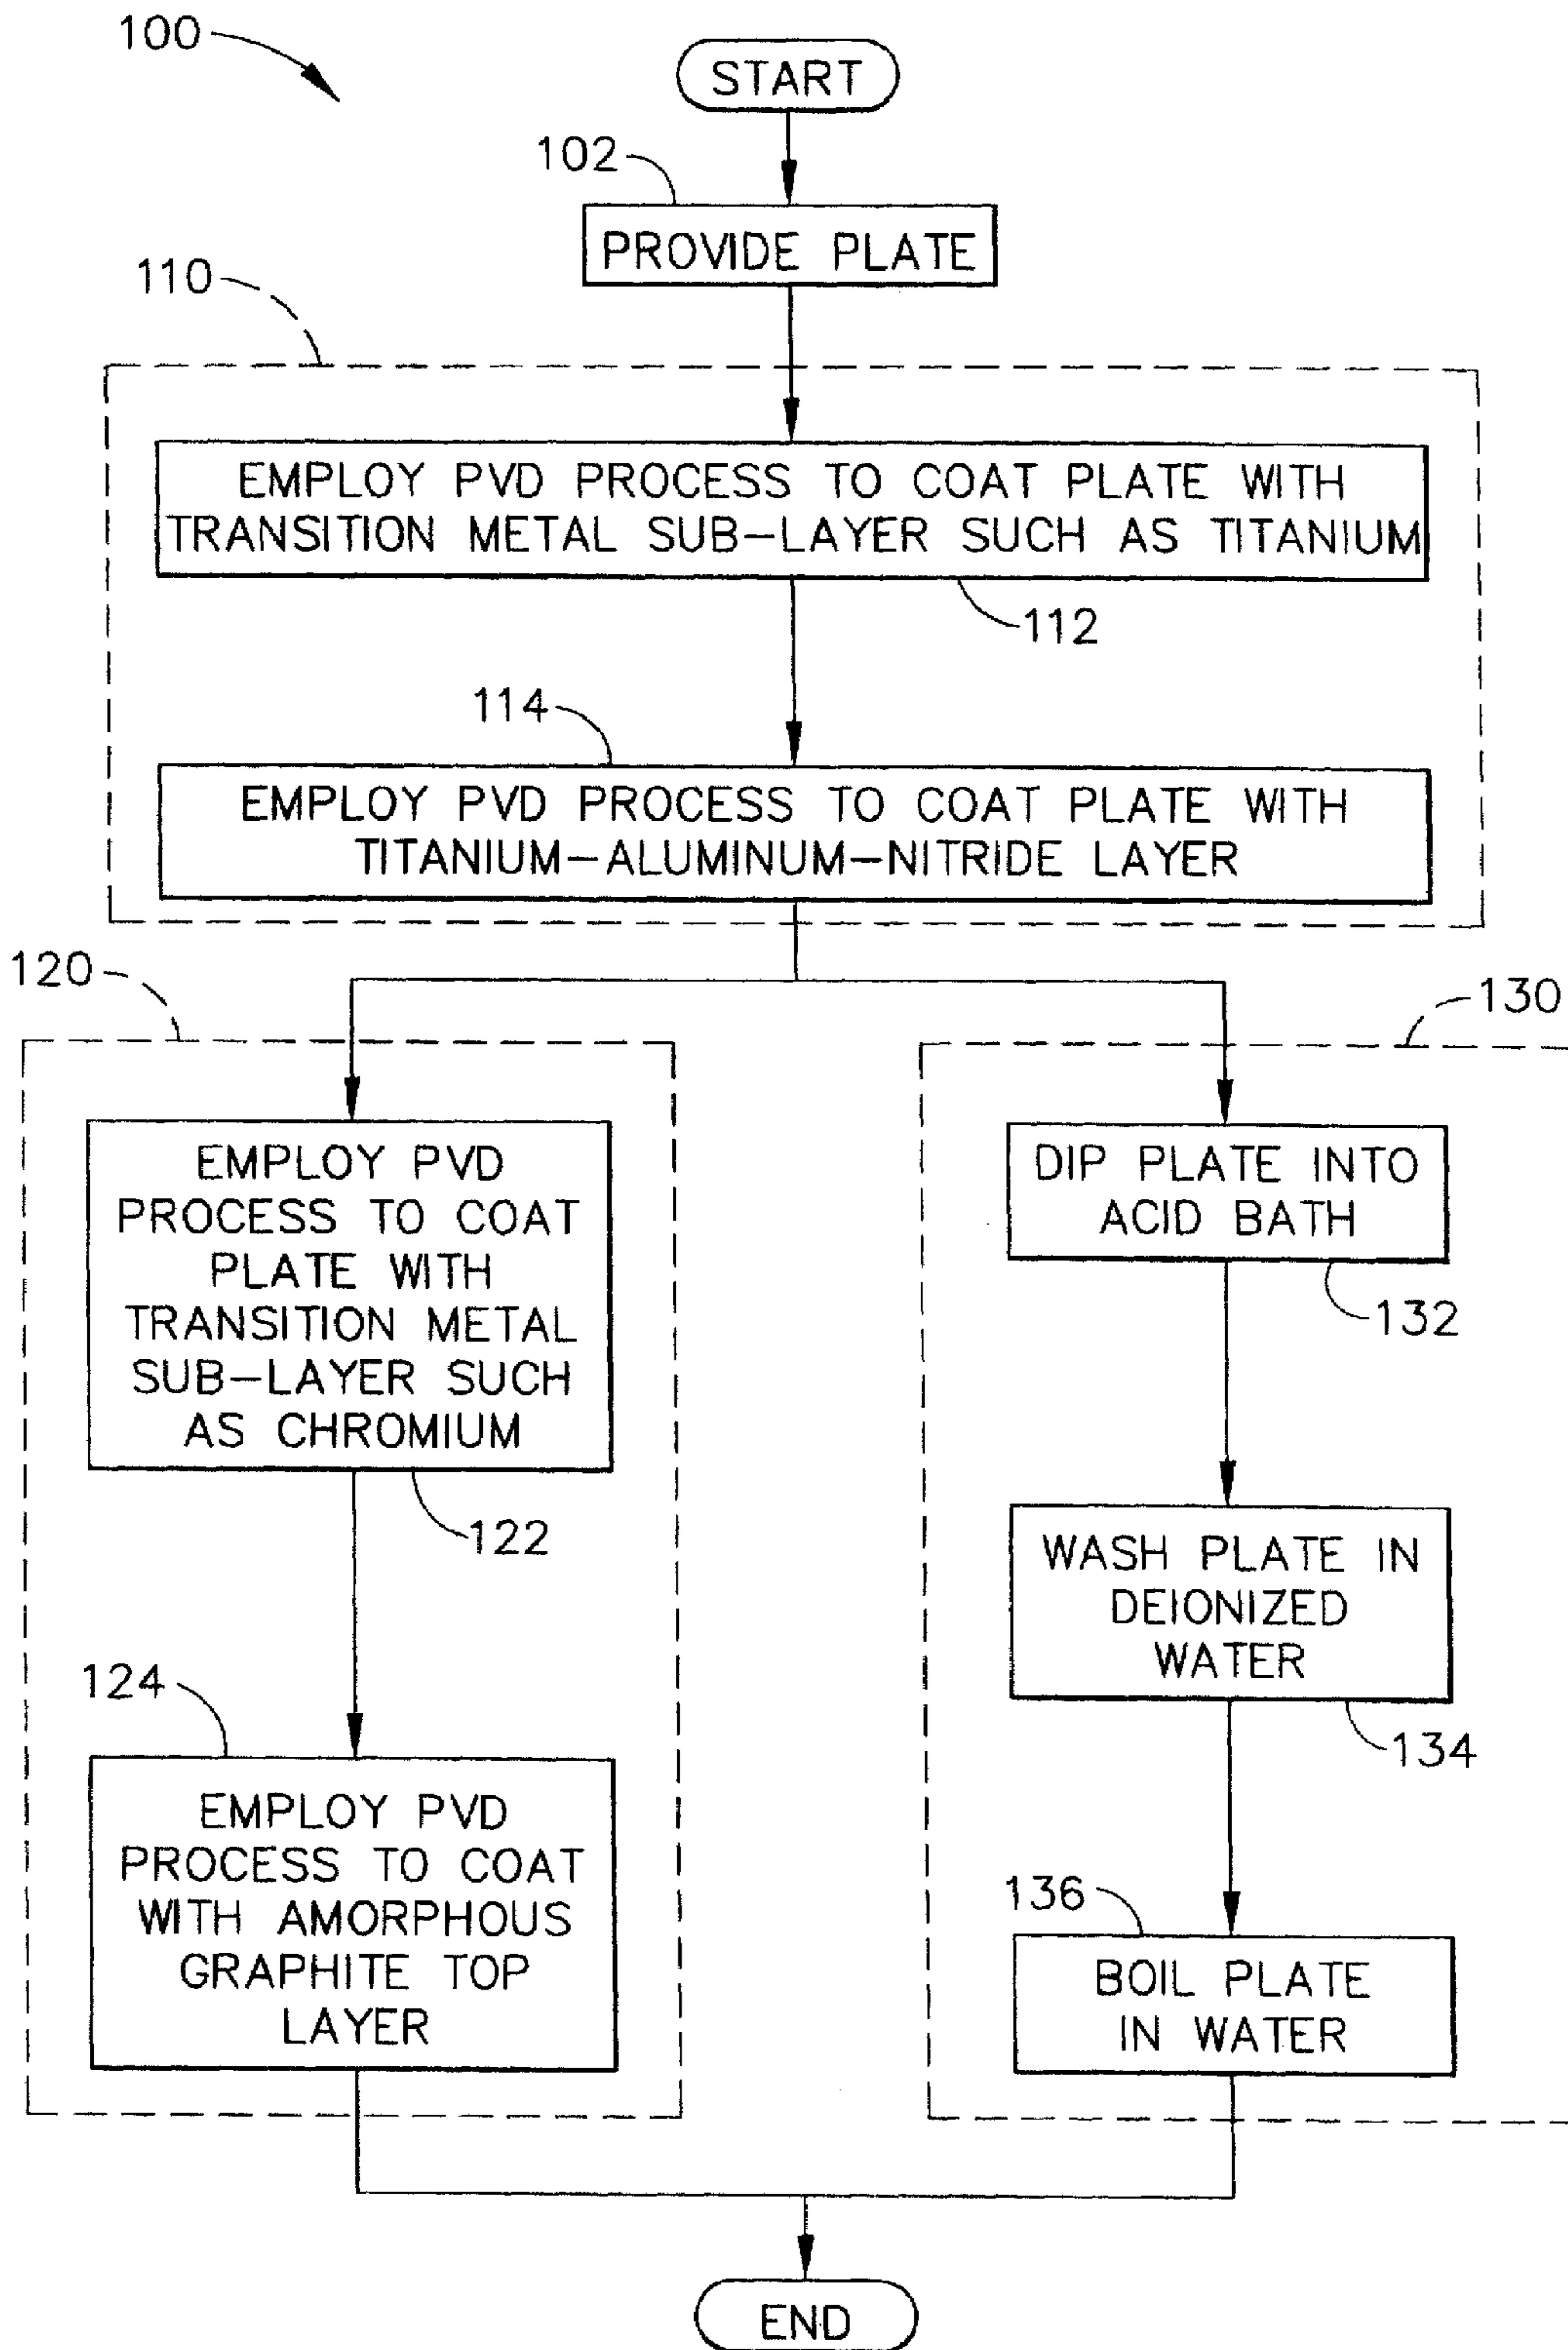 100
START
102
PROVIDE PLATE
110
EMPLOY PVD PROCESS TO COAT PLATE WITH
TRANSITION METAL SUB-LAYER SUCH AS TITANIUM
112
114
EMPLOY PVD PROCESS TO COAT PLATE WITH
TITANIUM-ALUMINUM-NITRIDE LAYER
120
130
EMPLOY PVD
PROCESS TO COAT
PLATE WITH
TRANSITION METAL
SUB-LAYER SUCH
AS CHROMIUM
122
124
EMPLOY PVD
PROCESS TO COAT
WITH AMORPHOUS
GRAPHITE TOP
LAYER
DIP PLATE INTO
ACID BATH
132
WASH PLATE IN
DEIONIZED
WATER
134
136
BOIL PLATE
IN WATER
END